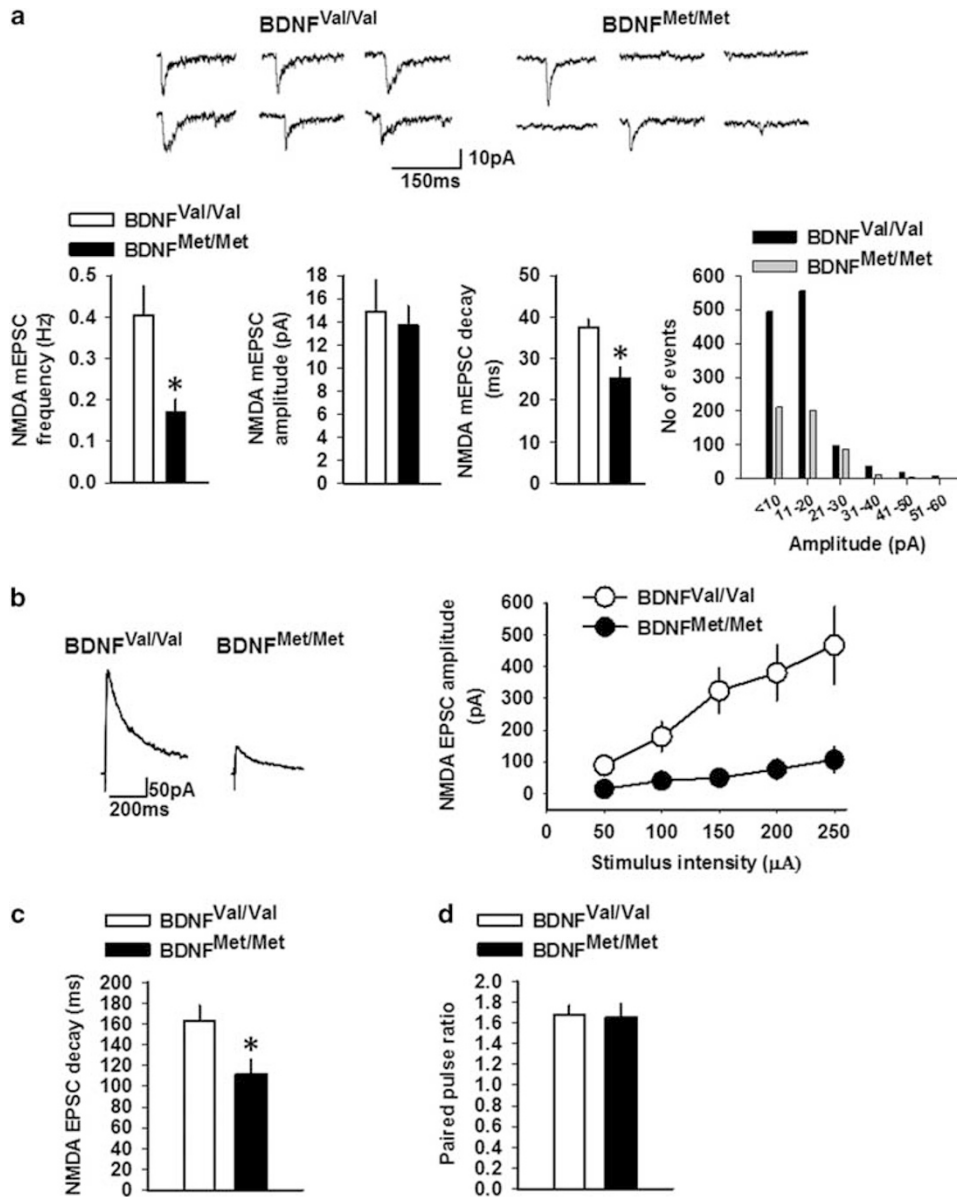 a
BDNF Val/Val
BDNF Met/Met
10pA
150ms
BDNF Val/Val
BDNF Met/Met
NMDA mEPSC frequency (Hz)
0.5
0.4
0.3
0.2
0.1
0.0
*
NMDA mEPSC amplitude (pA)
18
16
14
12
10
8
6
4
2
0
NMDA mEPSC decay (ms)
50
40
30
20
10
0
*
BDNF Val/Val
BDNF Met/Met
No of events
600
500
400
300
200
100
0
<10 11-20 21-30 31-40 41-50 51-60
Amplitude (pA)
b
BDNF Val/Val
BDNF Met/Met
50pA
200ms
BDNF Val/Val
BDNF Met/Met
NMDA EPSC amplitude (pA)
600
500
400
300
200
100
0
0 50 100 150 200 250
Stimulus intensity (μA)
c
BDNF Val/Val
BDNF Met/Met
NMDA EPSC decay (ms)
200
180
160
140
120
100
80
60
40
20
0
*
d
BDNF Val/Val
BDNF Met/Met
Paired pulse ratio
2.0
1.8
1.6
1.4
1.2
1.0
0.8
0.6
0.4
0.2
0.0